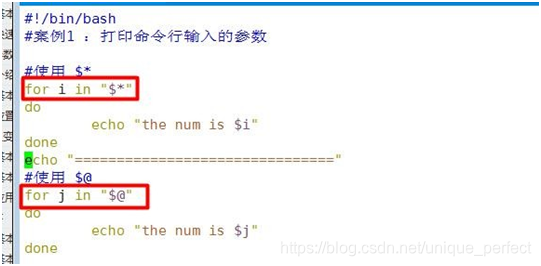 #!/bin/bash
#案例1 ：打印命令行输入的参数
#使用 $*
for i in "$*"
do
echo "the num is $i"
done
echo "==============================="
#使用 $@
for j in "$@"
do
echo "the num is $j"
done
https://blog.csdn.net/unique_perfect